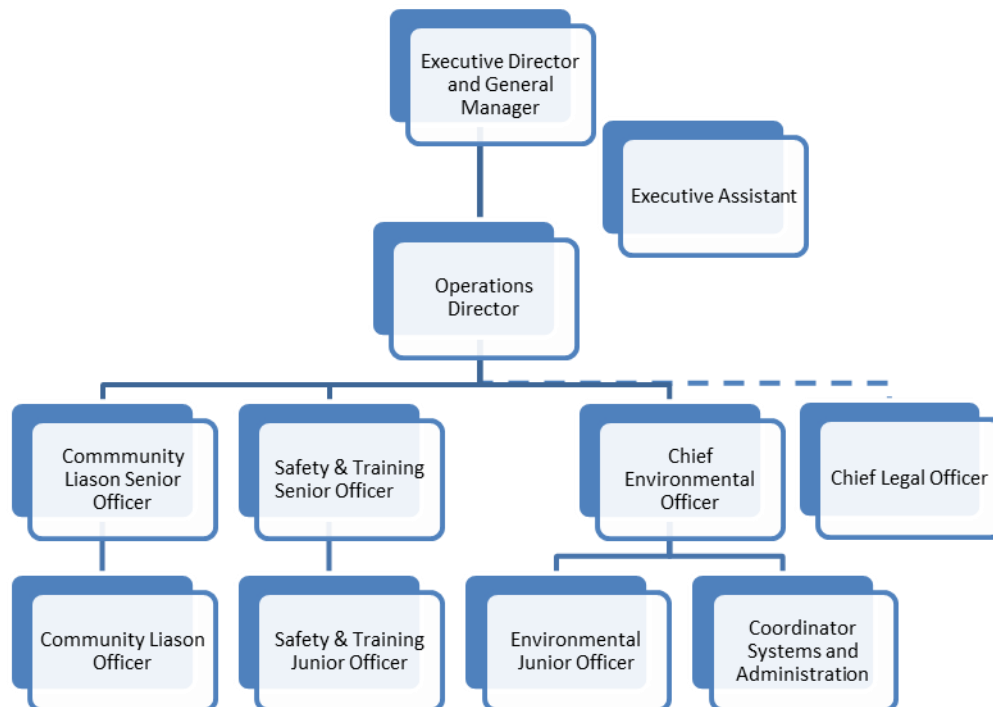 Executive Director
and General
Manager
Executive Assistant
Operations
Director
Commmunity
Liason Senior
Officer
Safety & Training
Senior Officer
Chief
Environmental
Officer
Chief Legal Officer
Community Liason
Officer
Safety & Training
Junior Officer
Environmental
Junior Officer
Coordinator
Systems and
Administration